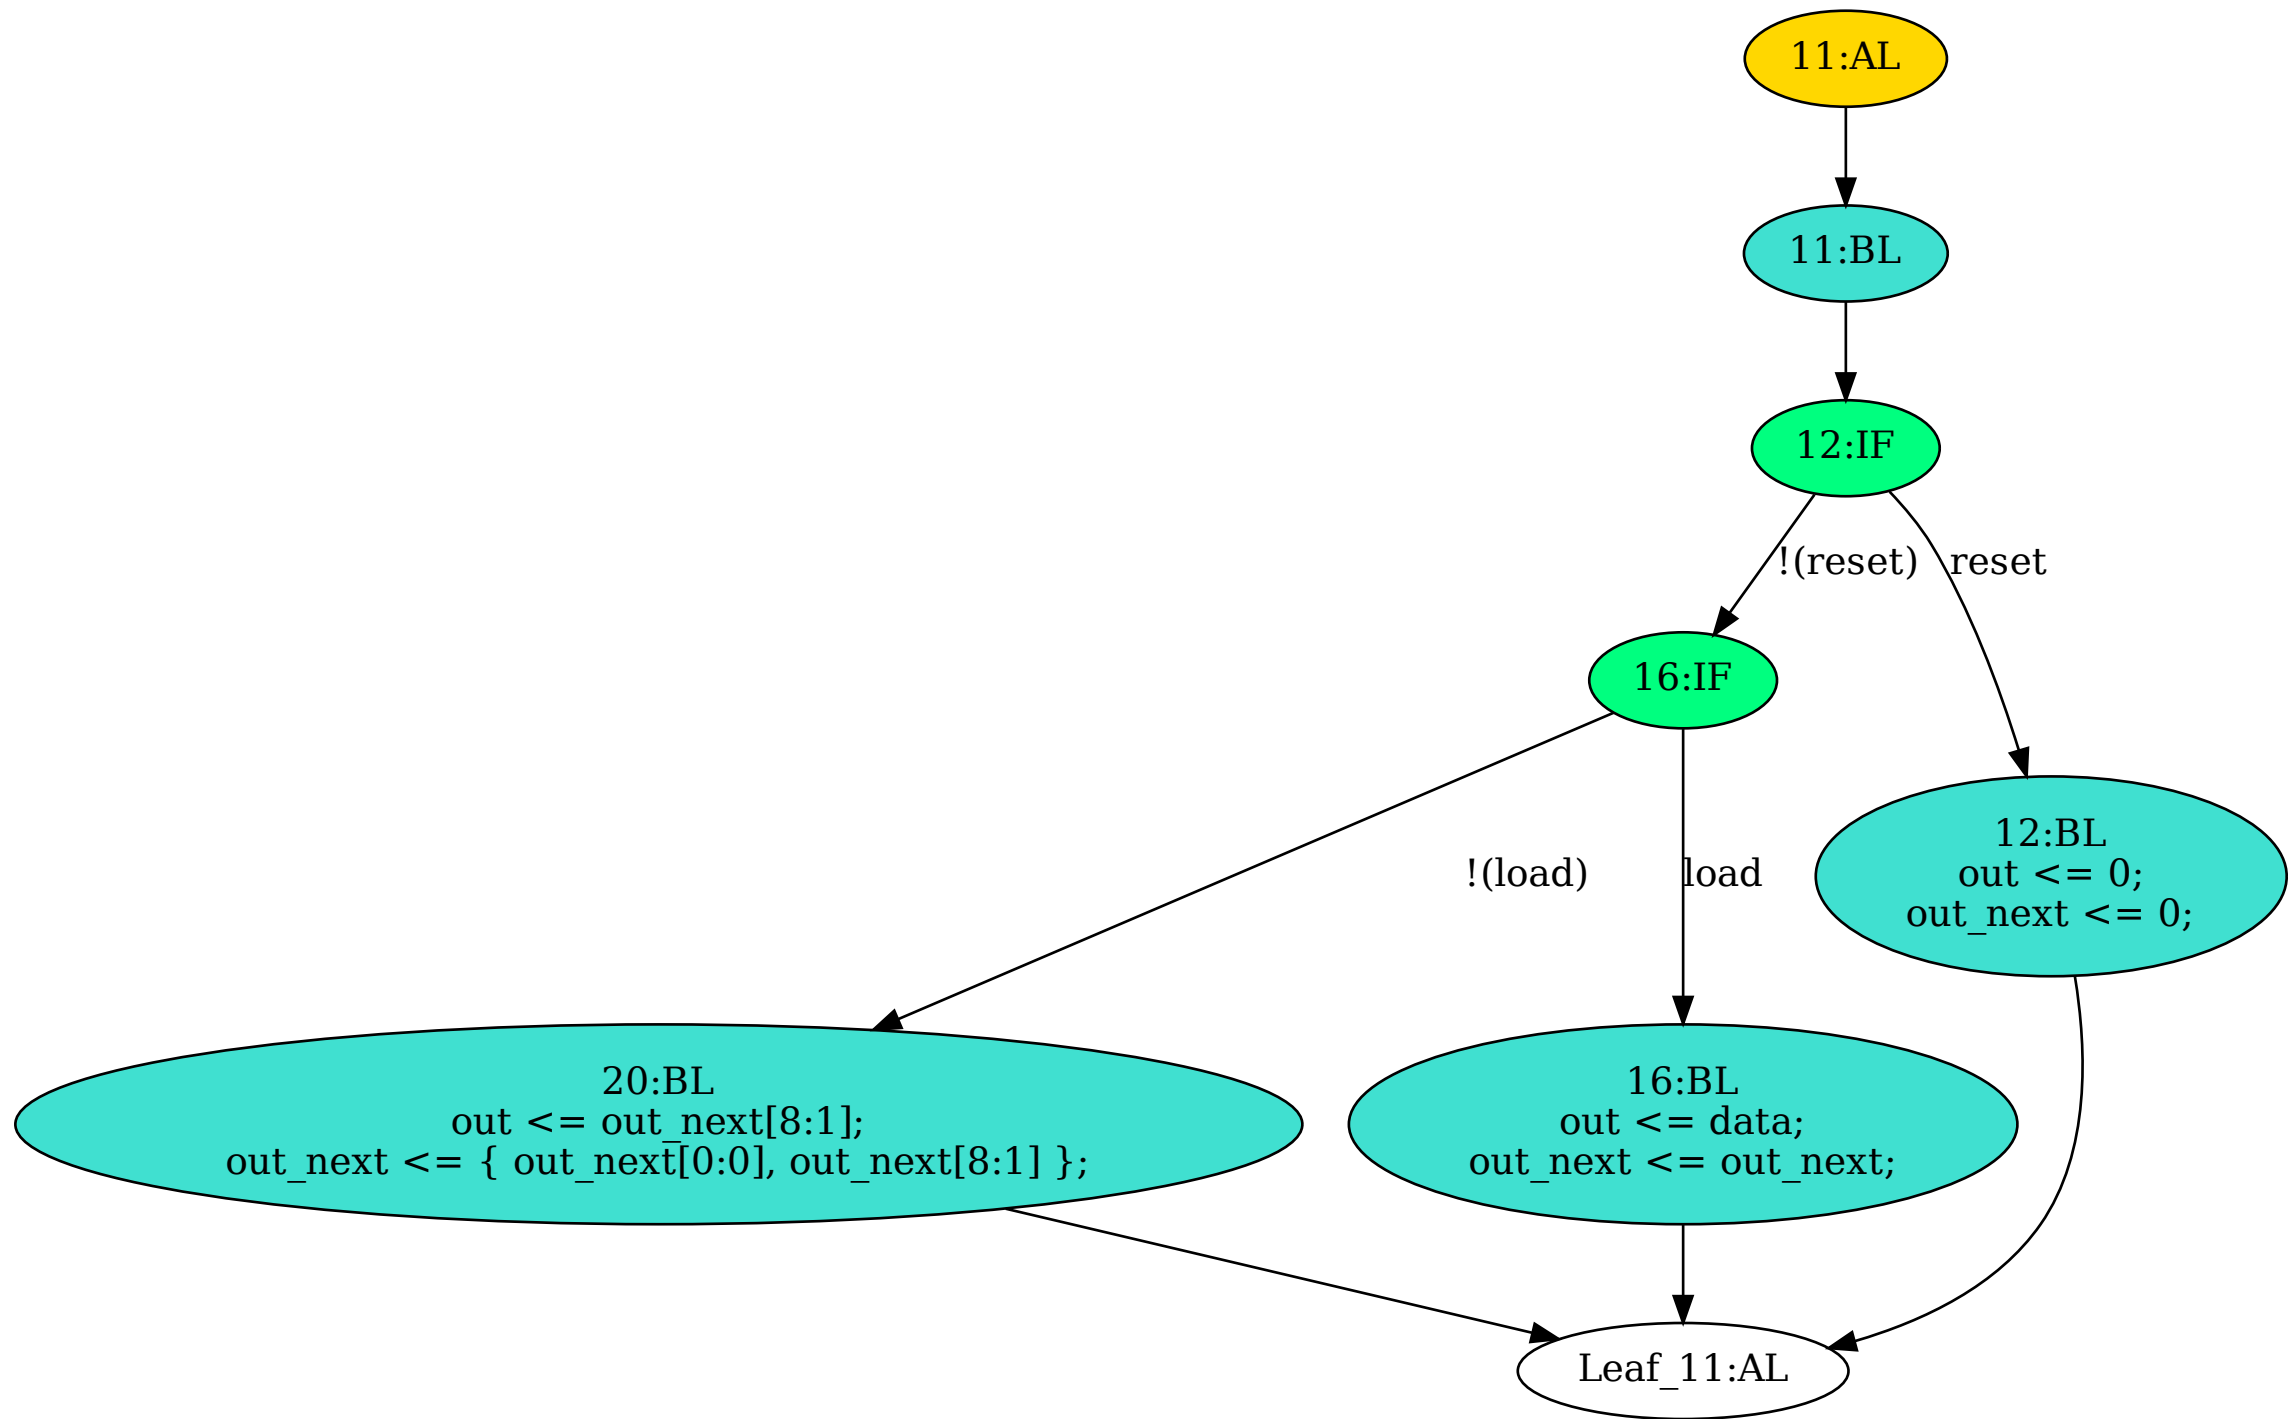 11:AL
11:BL
12:IF
!(reset)
reset
16:IF
!(load)
load
12:BL
out <= 0;
out_next <= 0;
20:BL
out <= out_next[8:1];
out_next <= { out_next[0:0], out_next[8:1] };
16:BL
out <= data;
out_next <= out_next;
Leaf_11:AL